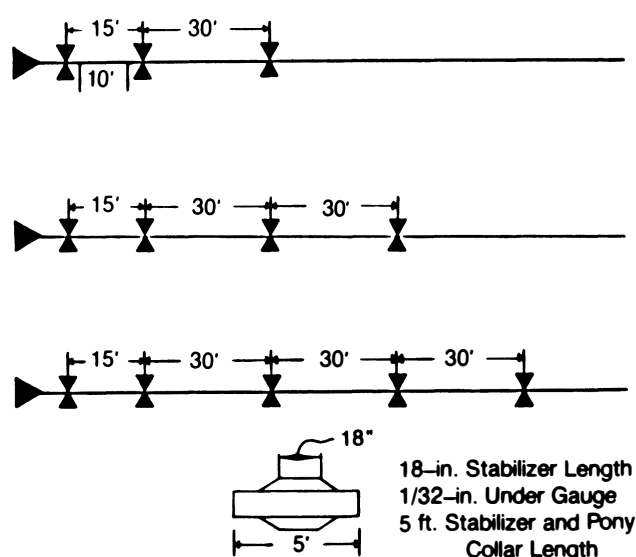 15' 30'
10'
15' 30' 30'
15' 30' 30' 30'
18"
18–in. Stabilizer Length
1/32–in. Under Gauge
5 ft. Stabilizer and Pony
Collar Length
5'